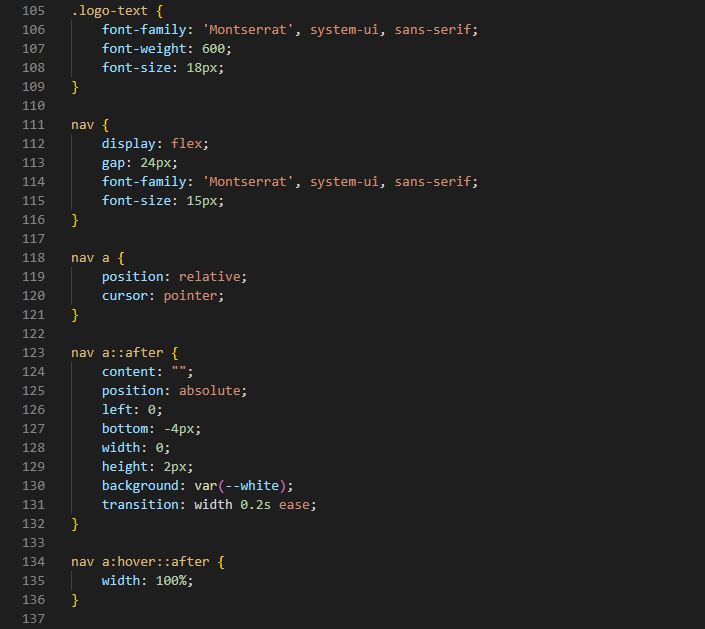 105 .logo-text {
106     font-family: 'Montserrat', system-ui, sans-serif;
107     font-weight: 600;
108     font-size: 18px;
109 }
110
111 nav {
112     display: flex;
113     gap: 24px;
114     font-family: 'Montserrat', system-ui, sans-serif;
115     font-size: 15px;
116 }
117
118 nav a {
119     position: relative;
120     cursor: pointer;
121 }
122
123 nav a::after {
124     content: "";
125     position: absolute;
126     left: 0;
127     bottom: -4px;
128     width: 0;
129     height: 2px;
130     background: var(--white);
131     transition: width 0.2s ease;
132 }
133
134 nav a:hover::after {
135     width: 100%;
136 }
137